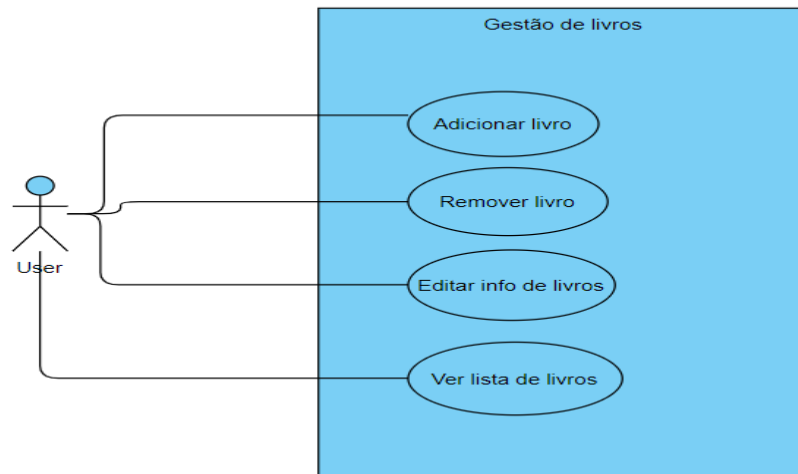 Gestão de livros
Adicionar livro
Remover livro
User
Editar info de livros
Ver lista de livros